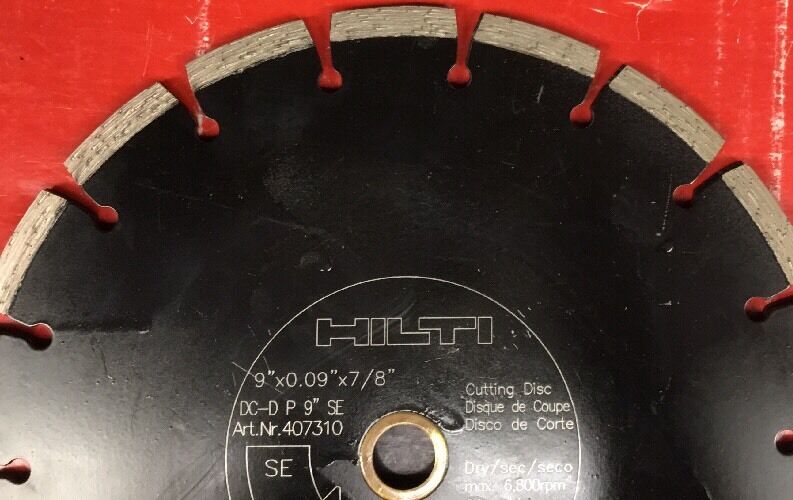 HILTI
9"x0.09"x7/8"
DC-D P 9" SE
Art.Nr.407310
SE
Cutting Disc
Disque de Coupe
Disco de Corte
Dry/sec/seco
max. 6,800rpm